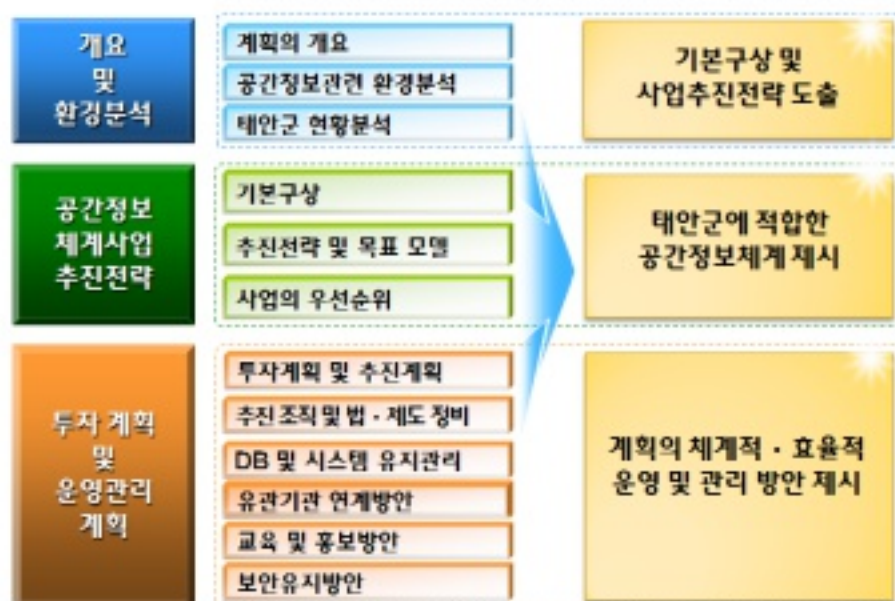 개요
및
환경분석
계획의 개요
공간정보관련 환경분석
태안군 현황분석
기본구상 및
사업추진전략 도출
공간정보
체계사업
추진전략
기본구상
추진전략 및 목표 모델
사업의 우선순위
태안군에 적합한
공간정보체계 제시
투자 계획
및
운영관리
계획
투자계획 및 추진계획
추진 조직 및 법 · 제도 정비
DB 및 시스템 유지관리
유관기관 연계방안
교육 및 홍보방안
보안유지방안
계획의 체계적 · 효율적
운영 및 관리 방안 제시